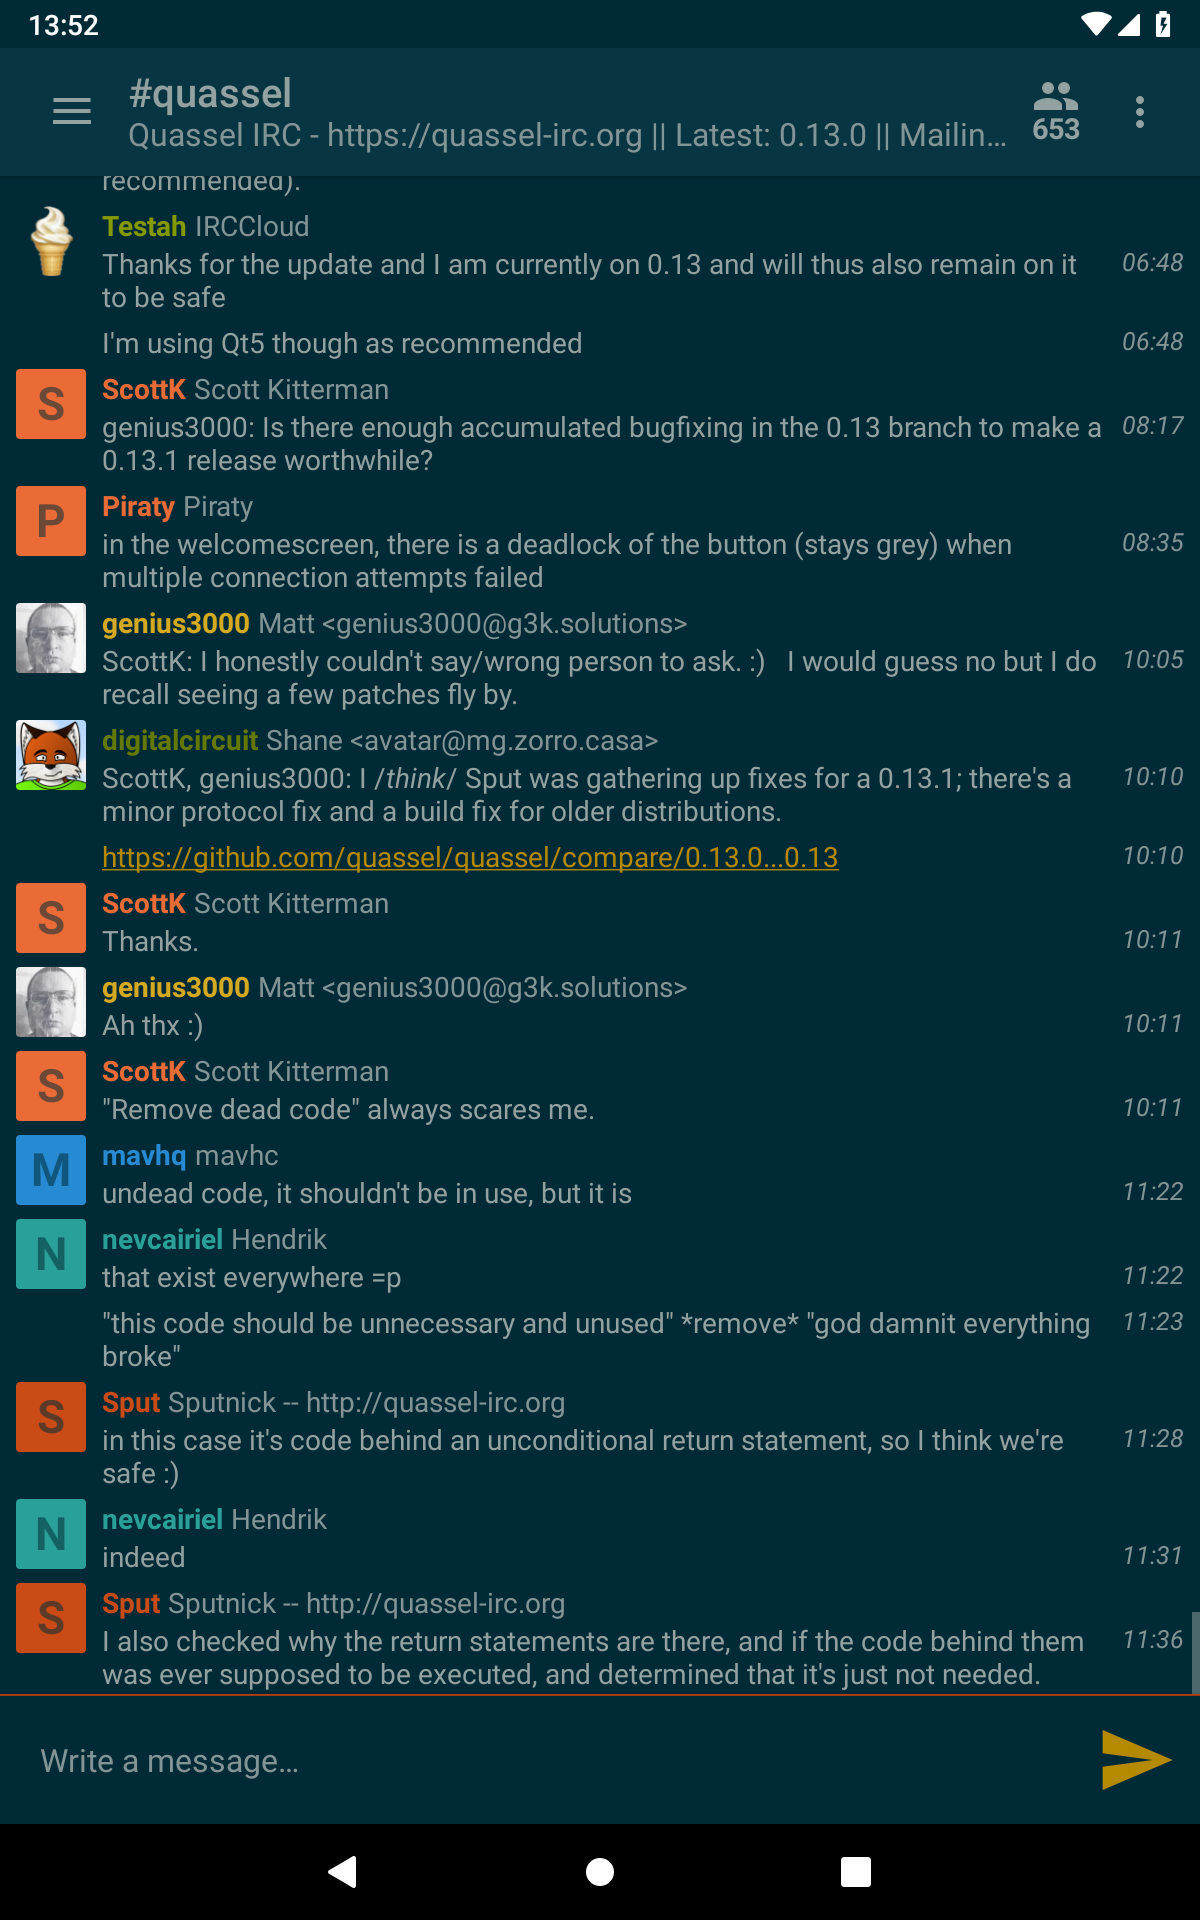 13:52
#quassel
Quassel IRC - https://quassel-irc.org || Latest: 0.13.0 || Mailin…
653
recommended).
Testah IRCCloud
Thanks for the update and I am currently on 0.13 and will thus also remain on it
06:48
to be safe
I'm using Qt5 though as recommended
06:48
S
ScottK Scott Kitterman
genius3000: Is there enough accumulated bugfixing in the 0.13 branch to make a
08:17
0.13.1 release worthwhile?
P
Piraty Piraty
in the welcomescreen, there is a deadlock of the button (stays grey) when
08:35
multiple connection attempts failed
genius3000 Matt <genius3000@g3k.solutions>
ScottK: I honestly couldn't say/wrong person to ask. :)   I would guess no but I do
10:05
recall seeing a few patches fly by.
digitalcircuit Shane <avatar@mg.zorro.casa>
ScottK, genius3000: I /think/ Sput was gathering up fixes for a 0.13.1; there's a
10:10
minor protocol fix and a build fix for older distributions.
https://github.com/quassel/quassel/compare/0.13.0...0.13
10:10
S
ScottK Scott Kitterman
Thanks.
10:11
genius3000 Matt <genius3000@g3k.solutions>
Ah thx :)
10:11
S
ScottK Scott Kitterman
"Remove dead code" always scares me.
10:11
M
mavhq mavhc
undead code, it shouldn't be in use, but it is
11:22
N
nevcairiel Hendrik
that exist everywhere =p
11:22
"this code should be unnecessary and unused" *remove* "god damnit everything
11:23
broke"
S
Sput Sputnick -- http://quassel-irc.org
in this case it's code behind an unconditional return statement, so I think we're
11:28
safe :)
N
nevcairiel Hendrik
indeed
11:31
S
Sput Sputnick -- http://quassel-irc.org
I also checked why the return statements are there, and if the code behind them
11:36
was ever supposed to be executed, and determined that it's just not needed.
Write a message…